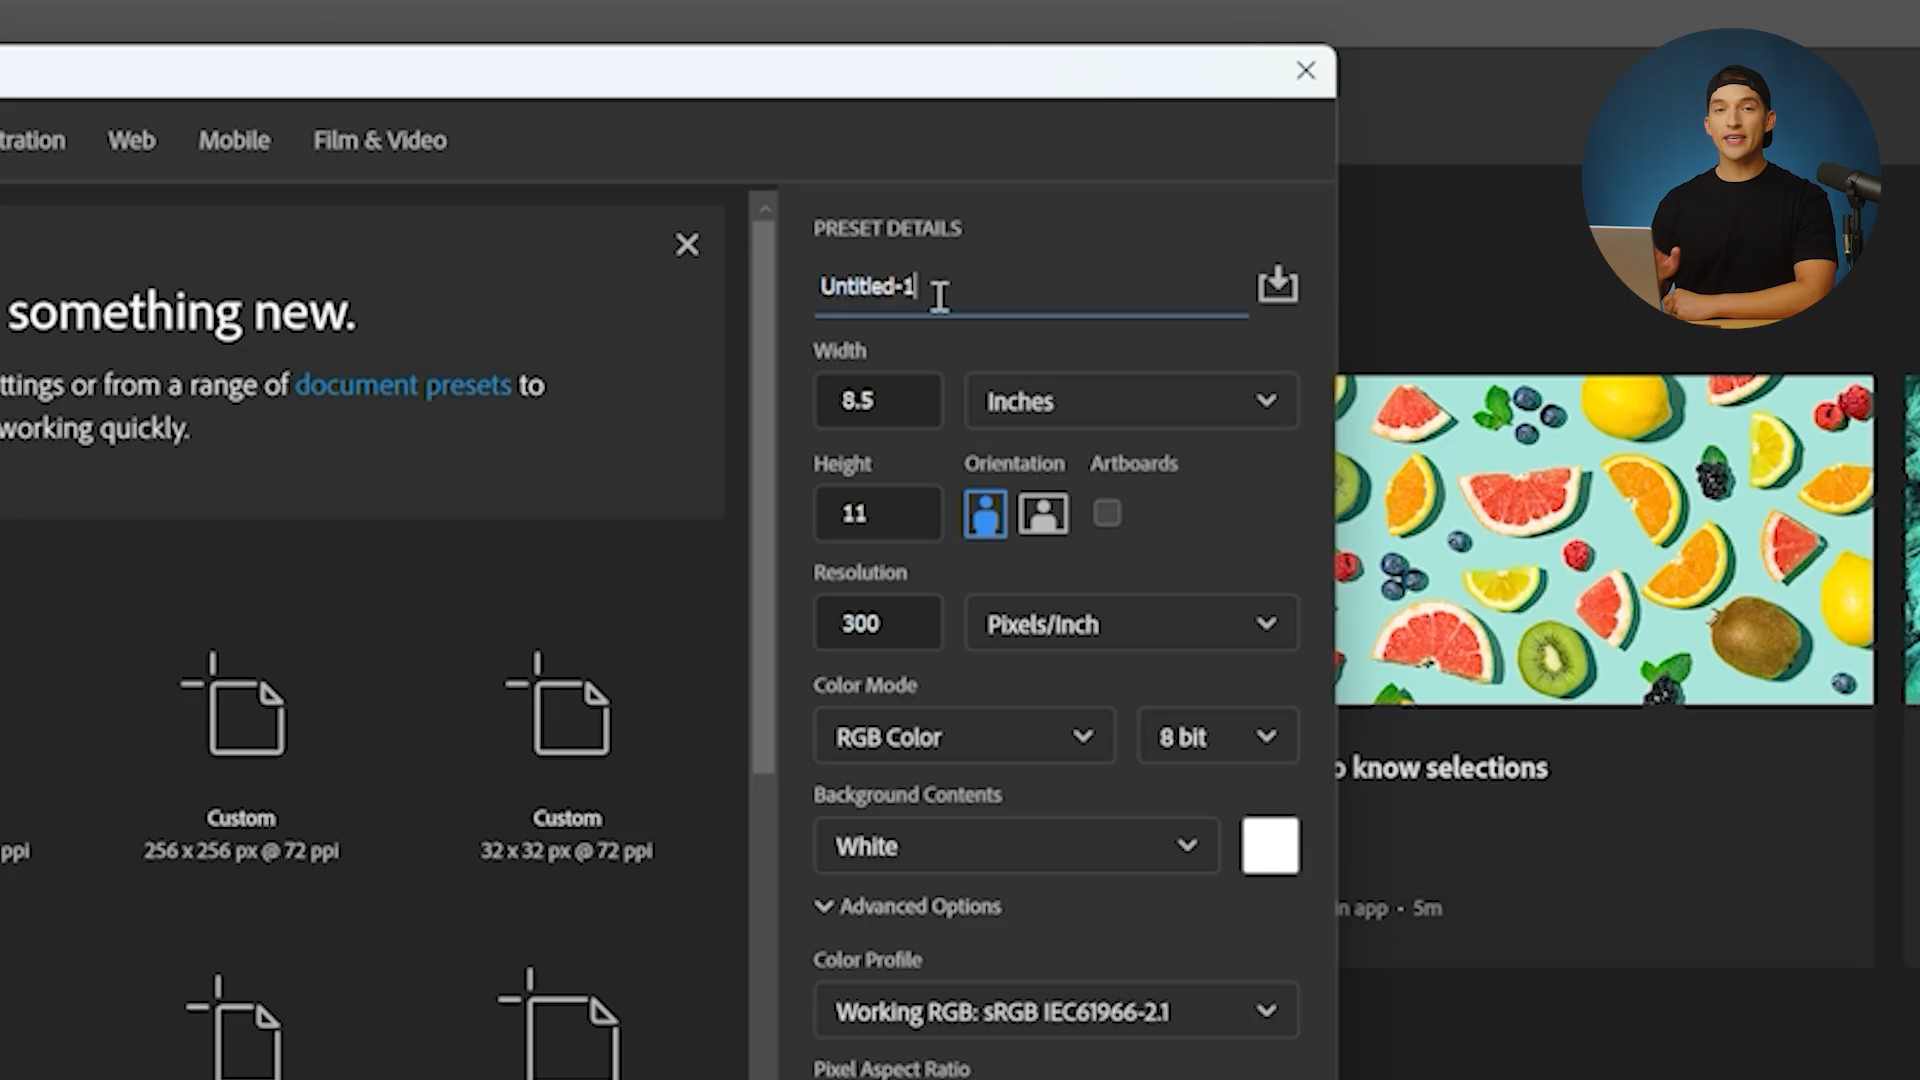 tration Web Mobile Film & Video
something new.
ttings or from a range of document presets to
working quickly.
ppi
Custom
256 x 256 px @ 72 ppi
Custom
32 x 32 px @ 72 ppi
PRESET DETAILS
Untitled-1
Width
8.5 Inches
Height Orientation Artboards
11
Resolution
300 Pixels/Inch
Color Mode
RGB Color 8 bit
Background Contents
White
Advanced Options
Color Profile
Working RGB: sRGB IEC61966-2.1
Pixel Aspect Ratio
o know selections
n app • 5m